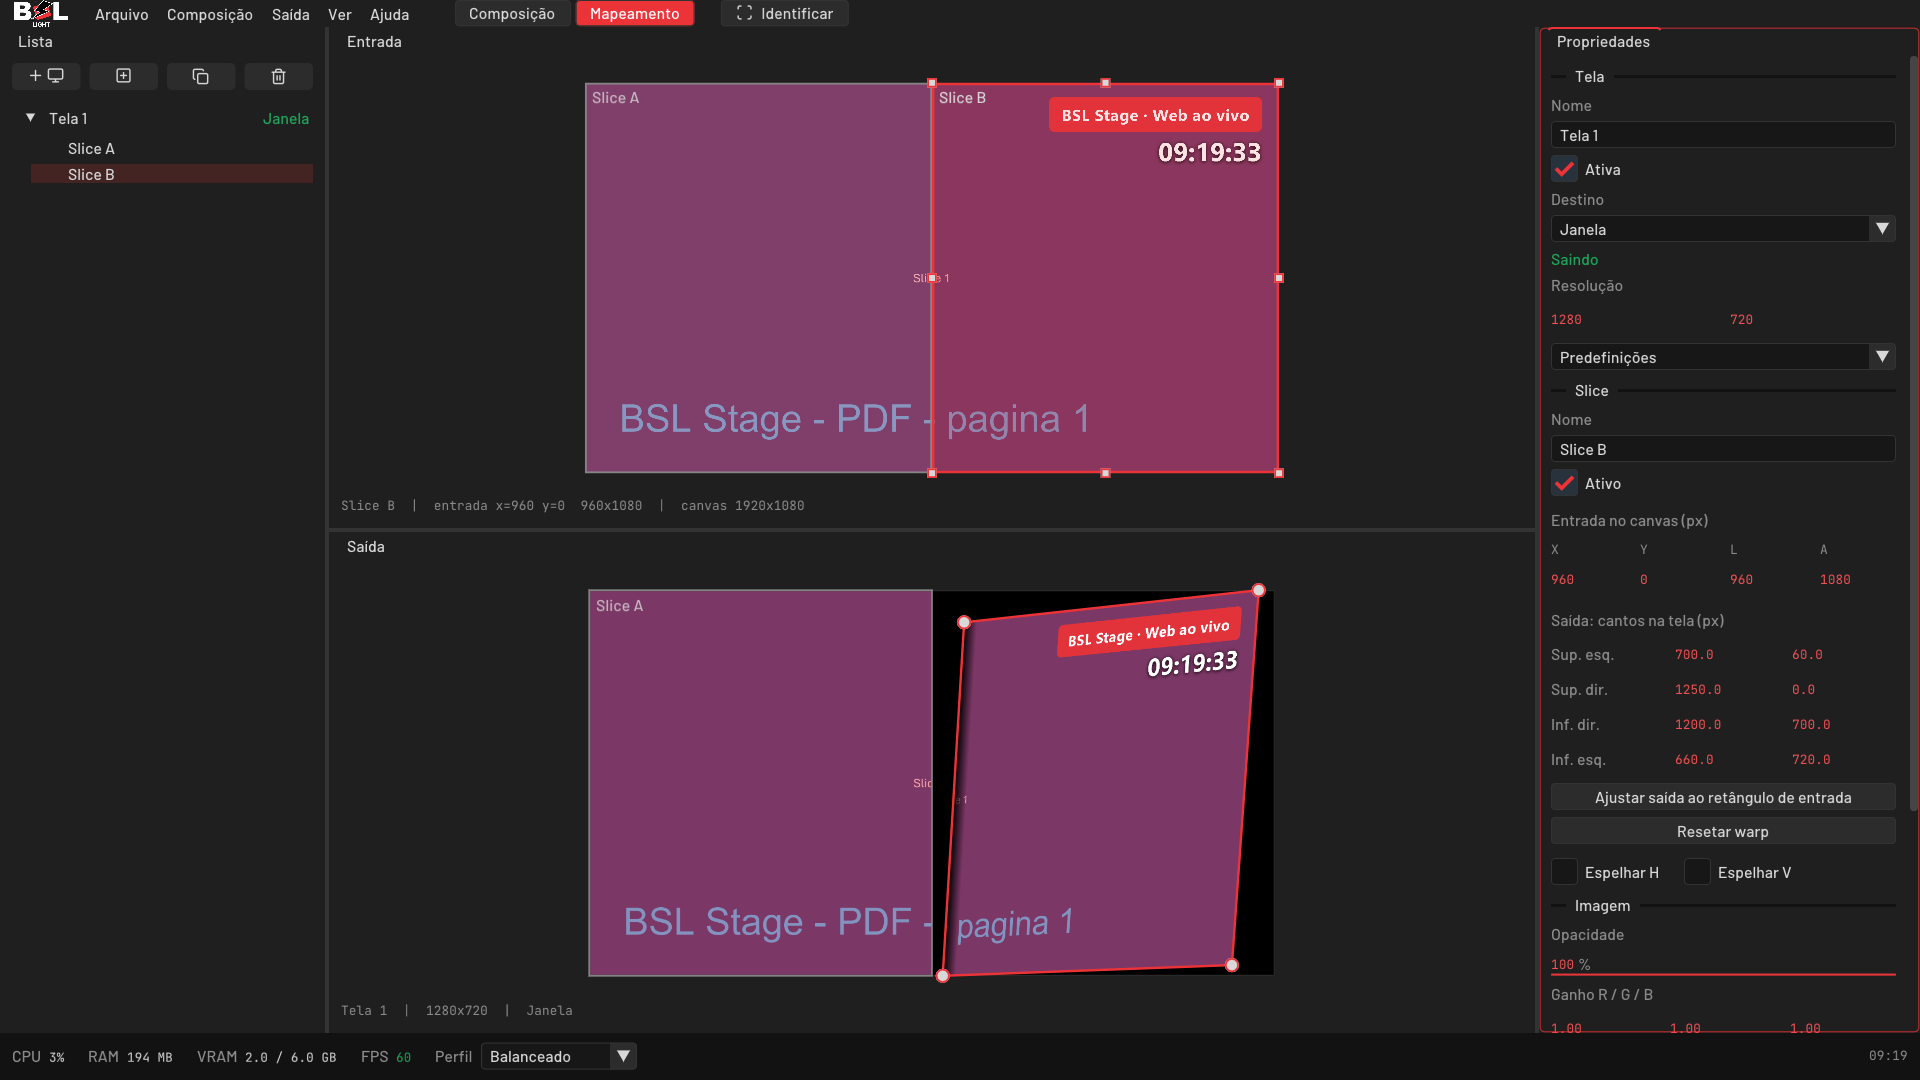 BSL LIGHT
Arquivo Composição Saída Ver Ajuda Composição Mapeamento Identificar
Lista
Tela 1 Janela
Slice A
Slice B
Entrada
Slice A
Slice B
BSL Stage · Web ao vivo
09:19:33
BSL Stage - PDF - pagina 1
Slice B | entrada x=960 y=0 960x1080 | canvas 1920x1080
Saída
Slice A
BSL Stage · Web ao vivo
09:19:33
BSL Stage - PDF - pagina 1
Tela 1 | 1280x720 | Janela
Propriedades
Tela
Nome
Tela 1
Ativa
Destino
Janela
Saindo
Resolução
1280 720
Predefinições
Slice
Nome
Slice B
Ativo
Entrada no canvas (px)
X Y L A
960 0 960 1080
Saída: cantos na tela (px)
Sup. esq. 700.0 60.0
Sup. dir. 1250.0 0.0
Inf. dir. 1200.0 700.0
Inf. esq. 660.0 720.0
Ajustar saída ao retângulo de entrada
Resetar warp
Espelhar H Espelhar V
Imagem
Opacidade
100 %
Ganho R / G / B
1.00 1.00 1.00
CPU 3% RAM 194 MB VRAM 2.0 / 6.0 GB FPS 60 Perfil Balanceado 09:19